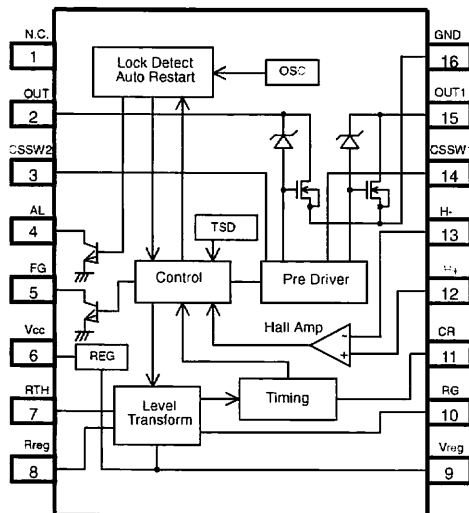 N.C.
1
OUT
2
CSSW2
3
AL
4
FG
5
Vcc
6
RTH
7
Rreg
8
Lock Detect
Auto Restart
OSC
TSD
Control
Pre Driver
Hall Amp
-
+
REG
Level
Transform
Timing
GND
16
OUT1
15
CSSW1
14
H-
13
H+
12
CR
11
RG
10
Vreg
9